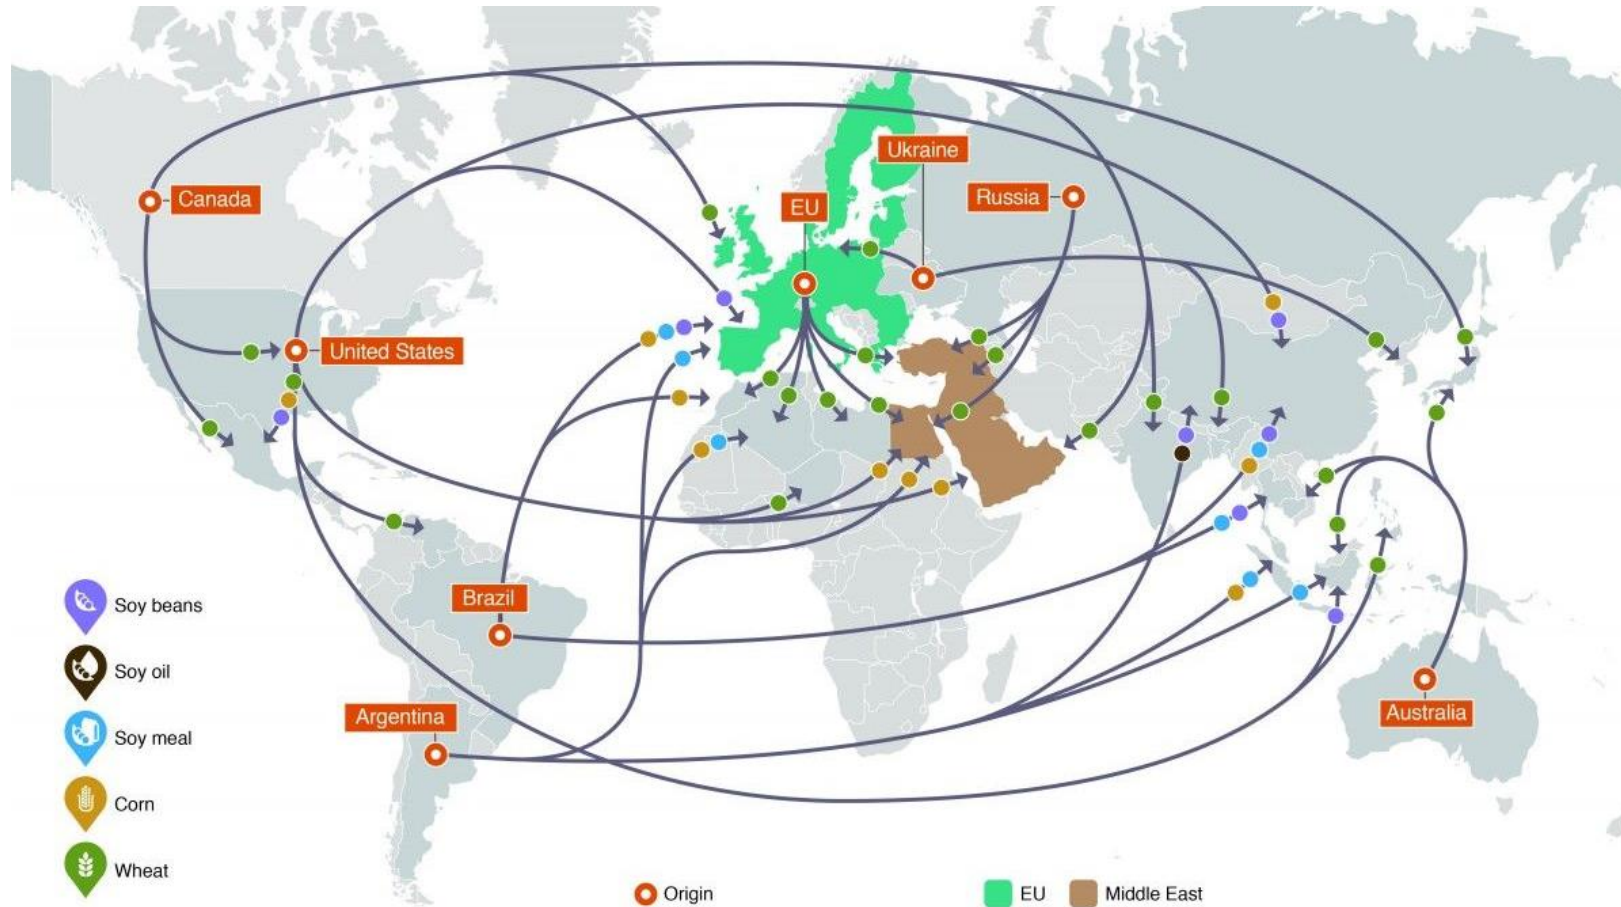 Ukraine
Canada
EU
Russia
United States
Brazil
Soy beans
Soy oil
Argentina
Australia
Soy meal
Corn
Wheat
Origin
EU
Middle East